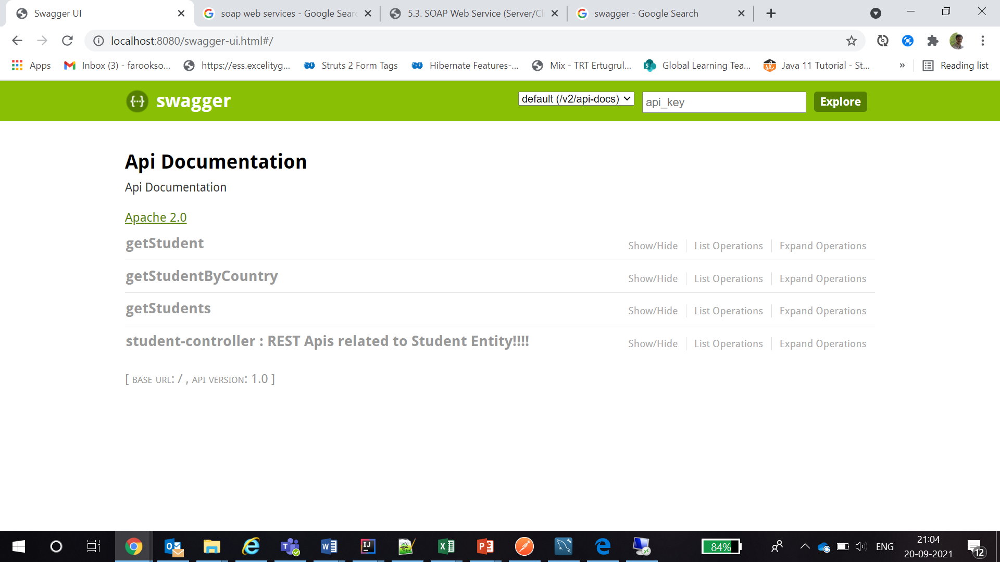 Swagger UI
soap web services - Google Searc
5.3. SOAP Web Service (Server/Cl
swagger - Google Search
localhost:8080/swagger-ui.html#/
Apps
Inbox (3) - farookso...
https://ess.excelityg...
Struts 2 Form Tags
Hibernate Features-...
Mix - TRT Ertugrul...
Global Learning Tea...
Java 11 Tutorial - St...
»
Reading list
{···} swagger
default (/v2/api-docs)
api_key
Explore
Api Documentation
Api Documentation
Apache 2.0
getStudent
Show/Hide
List Operations
Expand Operations
getStudentByCountry
Show/Hide
List Operations
Expand Operations
getStudents
Show/Hide
List Operations
Expand Operations
student-controller : REST Apis related to Student Entity!!!!
Show/Hide
List Operations
Expand Operations
[ BASE URL: / , API VERSION: 1.0 ]
84%
ENG
21:04
20-09-2021
12